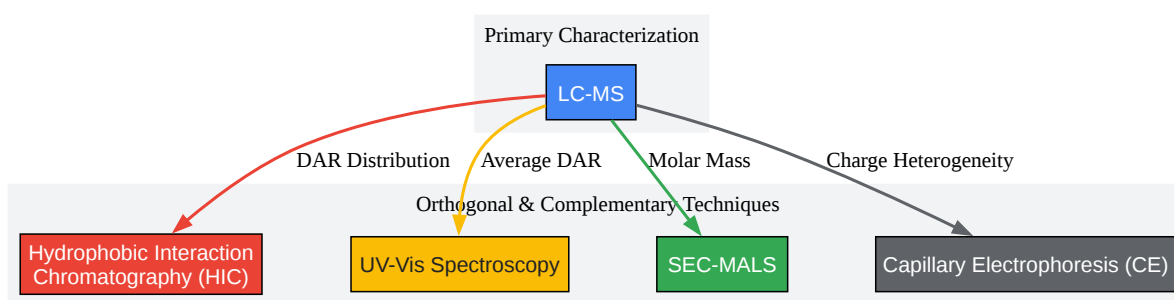 Primary Characterization
LC-MS
DAR Distribution
Average DAR
Molar Mass
Charge Heterogeneity
Orthogonal & Complementary Techniques
Hydrophobic Interaction
Chromatography (HIC)
UV-Vis Spectroscopy
SEC-MALS
Capillary Electrophoresis (CE)